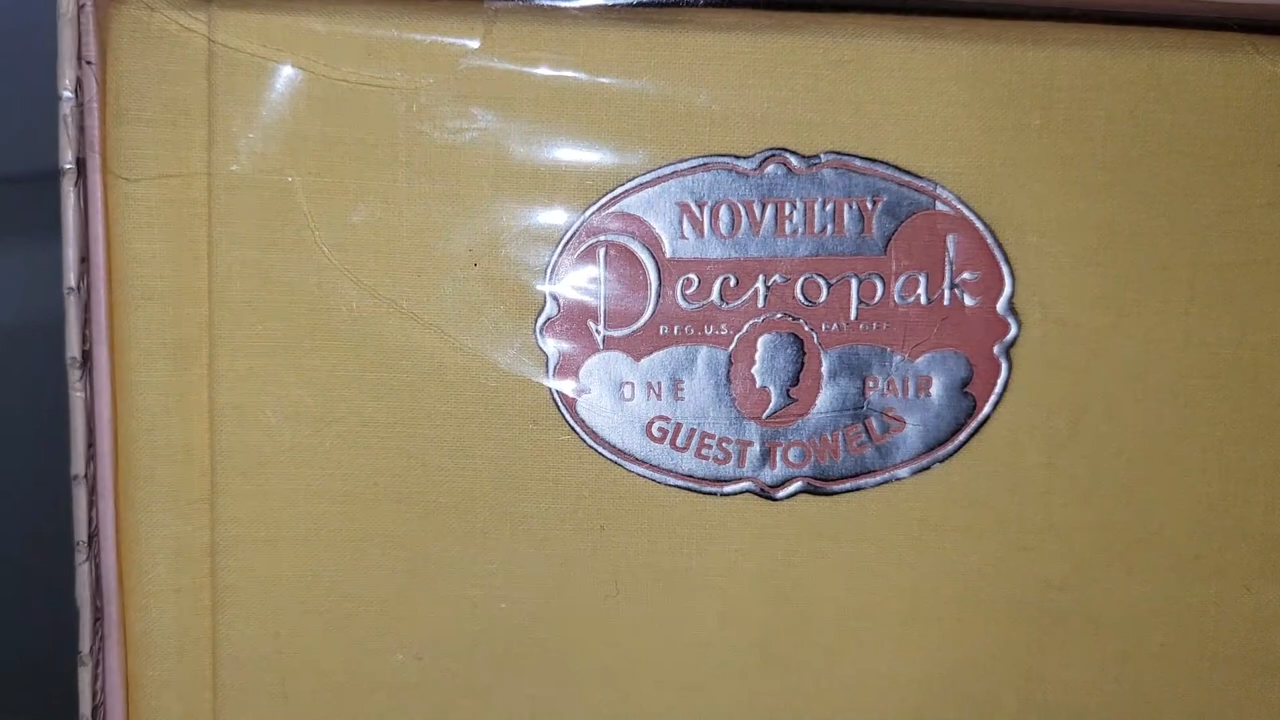 NOVELTY
Decropak
REG. U.S. PAT. OFF.
ONE PAIR
GUEST TOWELS